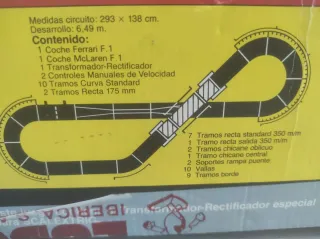 Medidas circuito: 293 × 138 cm.
Desarrollo: 6,49 m.
Contenido:
1 Coche Ferrari F.1
1 Coche McLaren F 1
1 Transformador-Rectificador
2 Controles Manuales de Velocidad
10 Tramos Curva Standard
2 Tramos Recta 175 mm
7 Tramos recta standard 350 m/m
1 Tramo recta salida 350 m/m
2 Tramos chicane oblicuo
1 Tramo chicane central
2 Soportes rampa puente
10 Vallas
9 Tramos borde
Transformador-Rectificador especial
IBERICA